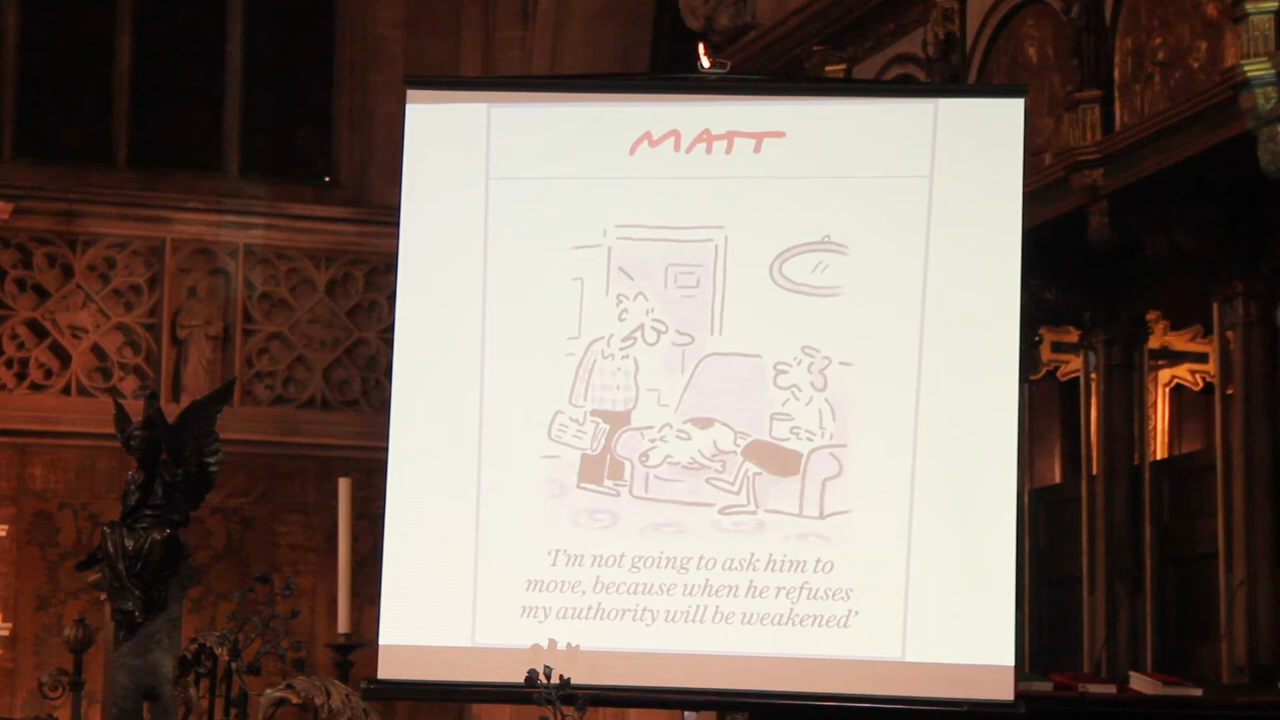 MATT
‘I’m not going to ask him to
move, because when he refuses
my authority will be weakened’